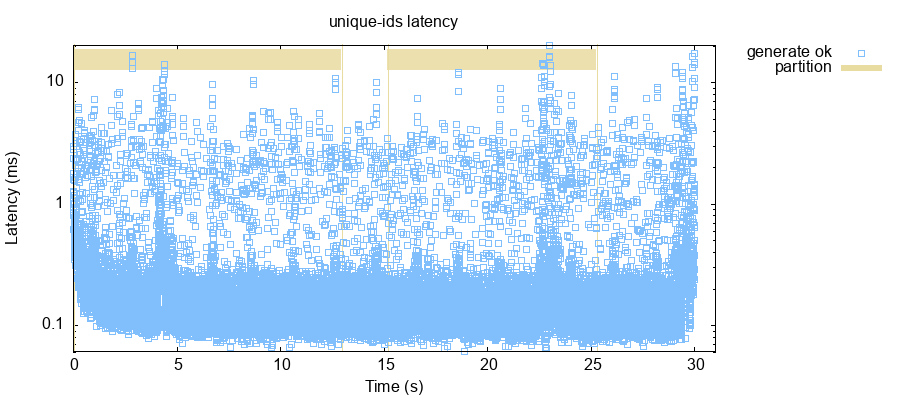 unique-ids latency
generate ok
partition
10
1
0.1
Latency (ms)
0 5 10 15 20 25 30
Time (s)